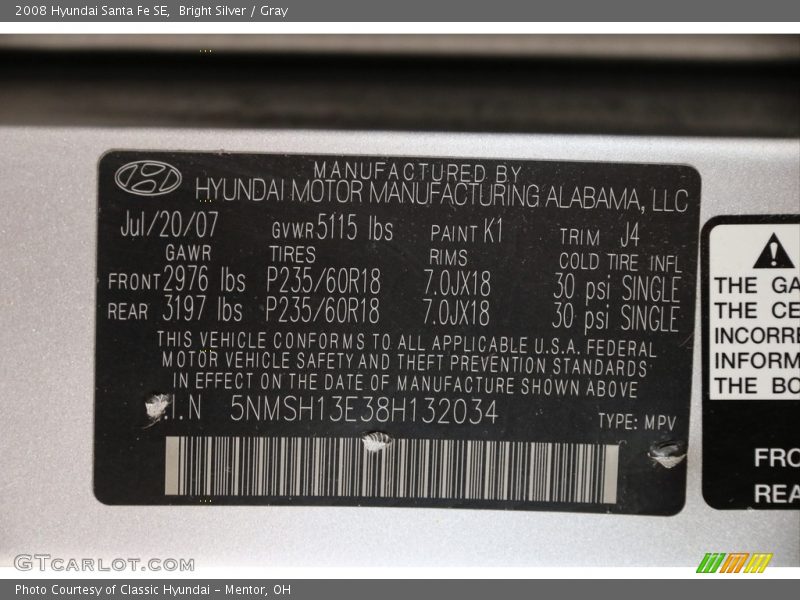 2008 Hyundai Santa Fe SE, Bright Silver / Gray
MANUFACTURED BY
HYUNDAI MOTOR MANUFACTURING ALABAMA, LLC
Jul/20/07 GVWR 5115 lbs PAINT K1 TRIM J4
GAWR TIRES RIMS COLD TIRE INFL
FRONT 2976 lbs P235/60R18 7.0JX18 30 psi SINGLE
REAR 3197 lbs P235/60R18 7.0JX18 30 psi SINGLE
THIS VEHICLE CONFORMS TO ALL APPLICABLE U.S.A. FEDERAL
MOTOR VEHICLE SAFETY AND THEFT PREVENTION STANDARDS
IN EFFECT ON THE DATE OF MANUFACTURE SHOWN ABOVE
.I.N 5NMSH13E38H132034
TYPE: MPV
THE GA
THE CE
INCORRE
INFORM
THE BO
FRO
REA
GTCARLOT.COM
Photo Courtesy of Classic Hyundai - Mentor, OH